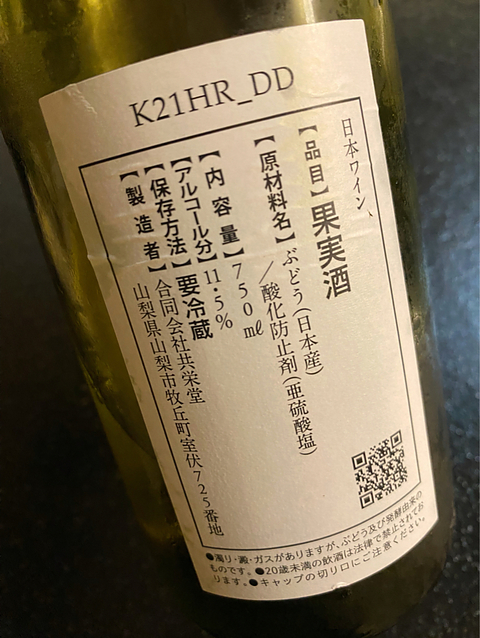 K21HR_DD
日本ワイン、
【品目】果実酒
【原材料名】ぶどう(日本産)
／酸化防止剤(亜硫酸塩)
【内容量】750㎖
【アルコール分】11.5%
【保存方法】要冷蔵
【製造者】合同会社共栄堂
山梨県山梨市牧丘町室伏725番地
●濁り・澱・ガスがありますが、ぶどう及び発酵由来の
ものです。●20歳未満の飲酒は法律で禁止されてお
ります。●キャップの切り口にご注意ください。